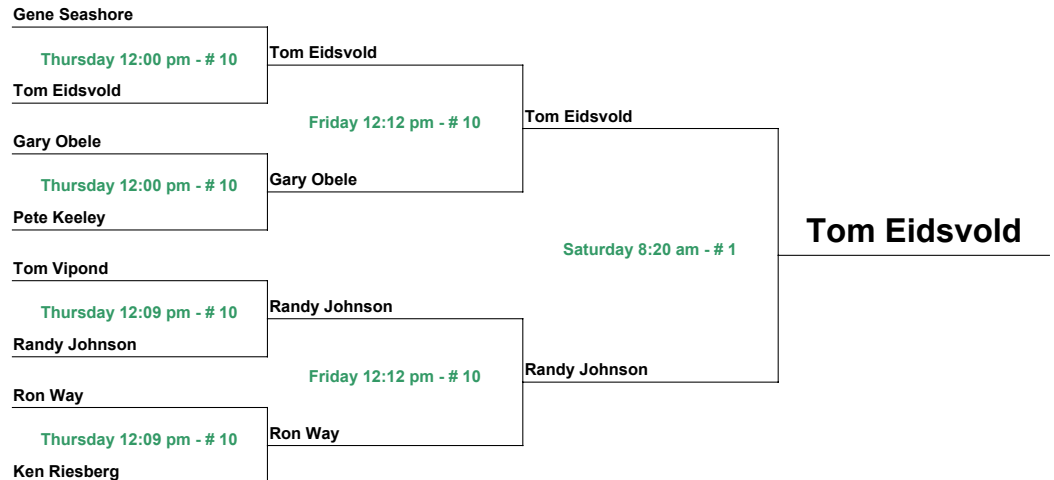 Gene Seashore
Thursday 12:00 pm - # 10
Tom Eidsvold
Tom Eidsvold
Friday 12:12 pm - # 10
Tom Eidsvold
Gary Obele
Thursday 12:00 pm - # 10
Gary Obele
Pete Keeley
Saturday 8:20 am - # 1
Tom Eidsvold
Tom Vipond
Thursday 12:09 pm - # 10
Randy Johnson
Randy Johnson
Friday 12:12 pm - # 10
Randy Johnson
Ron Way
Thursday 12:09 pm - # 10
Ron Way
Ken Riesberg